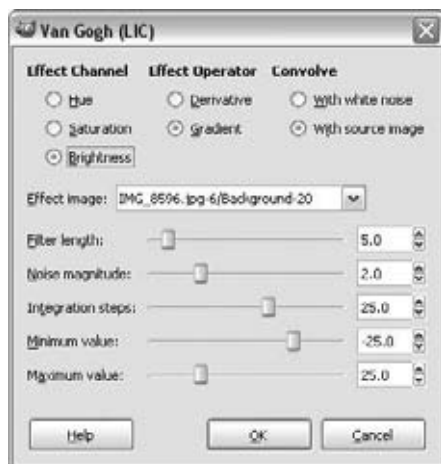 Van Gogh (LIC)
Effect Channel Effect Operator Convolve
Hue Derivative With white noise
Saturation Gradient With source image
Brightness
Effect image: IMG_8596.jpg-6/Background-20
Filter length: 5.0
Noise magnitude: 2.0
Integration steps: 25.0
Minimum value: -25.0
Maximum value: 25.0
Help OK Cancel